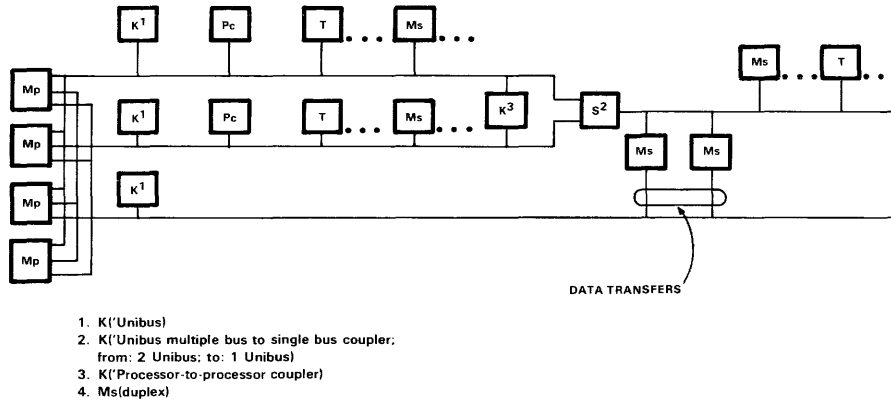 K1 Pc T Ms
Ms T
Mp
K1 Pc T Ms K3 S2
Mp
Ms Ms
K1
Mp
Mp
DATA TRANSFERS
1. K('Unibus)
2. K('Unibus multiple bus to single bus coupler;
from: 2 Unibus; to: 1 Unibus)
3. K('Processor-to-processor coupler)
4. Ms(duplex)